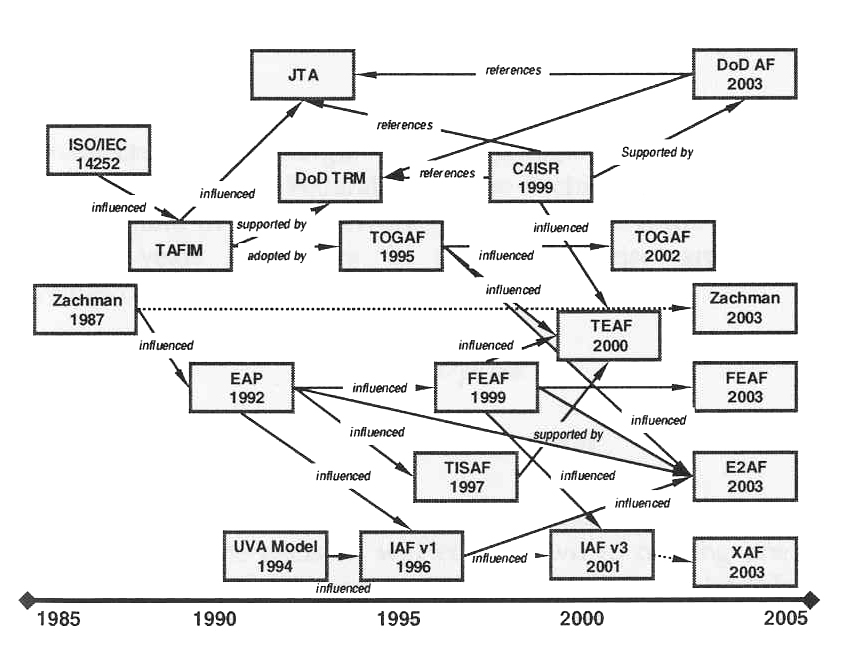 JTA
references
DoD AF
2003
references
ISO/IEC
14252
Supported by
DoD TRM
references
C4ISR
1999
influenced
influenced
supported by
TAFIM
adopted by
TOGAF
1995
influenced
influenced
TOGAF
2002
Zachman
1987
influenced
Zachman
2003
influenced
influenced
TEAF
2000
EAP
1992
influenced
FEAF
1999
FEAF
2003
influenced
supported by
influenced
influenced
TISAF
1997
influenced
influenced
E2AF
2003
UVA Model
1994
influenced
IAF v1
1996
influenced
IAF v3
2001
XAF
2003
1985
1990
1995
2000
2005